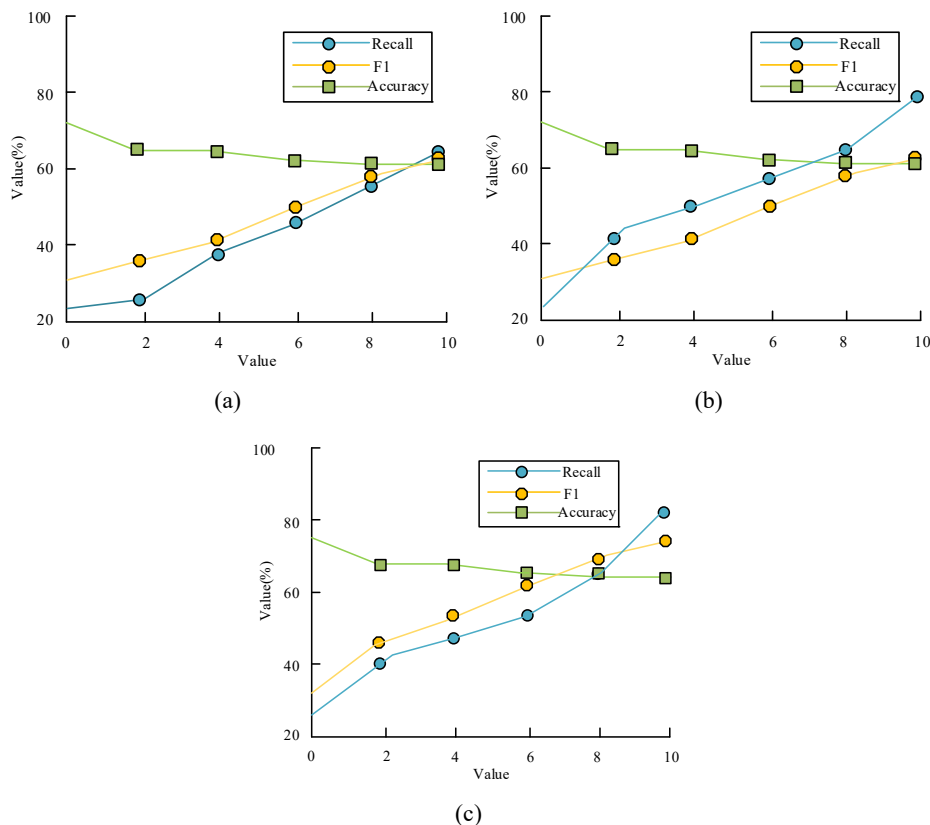 100
80
60
40
20
Value(%)
Recall
F1
Accuracy
0 2 4 6 8 10
Value
(a)
100
80
60
40
20
Value(%)
Recall
F1
Accuracy
0 2 4 6 8 10
Value
(b)
100
80
60
40
20
Value(%)
Recall
F1
Accuracy
0 2 4 6 8 10
Value
(c)